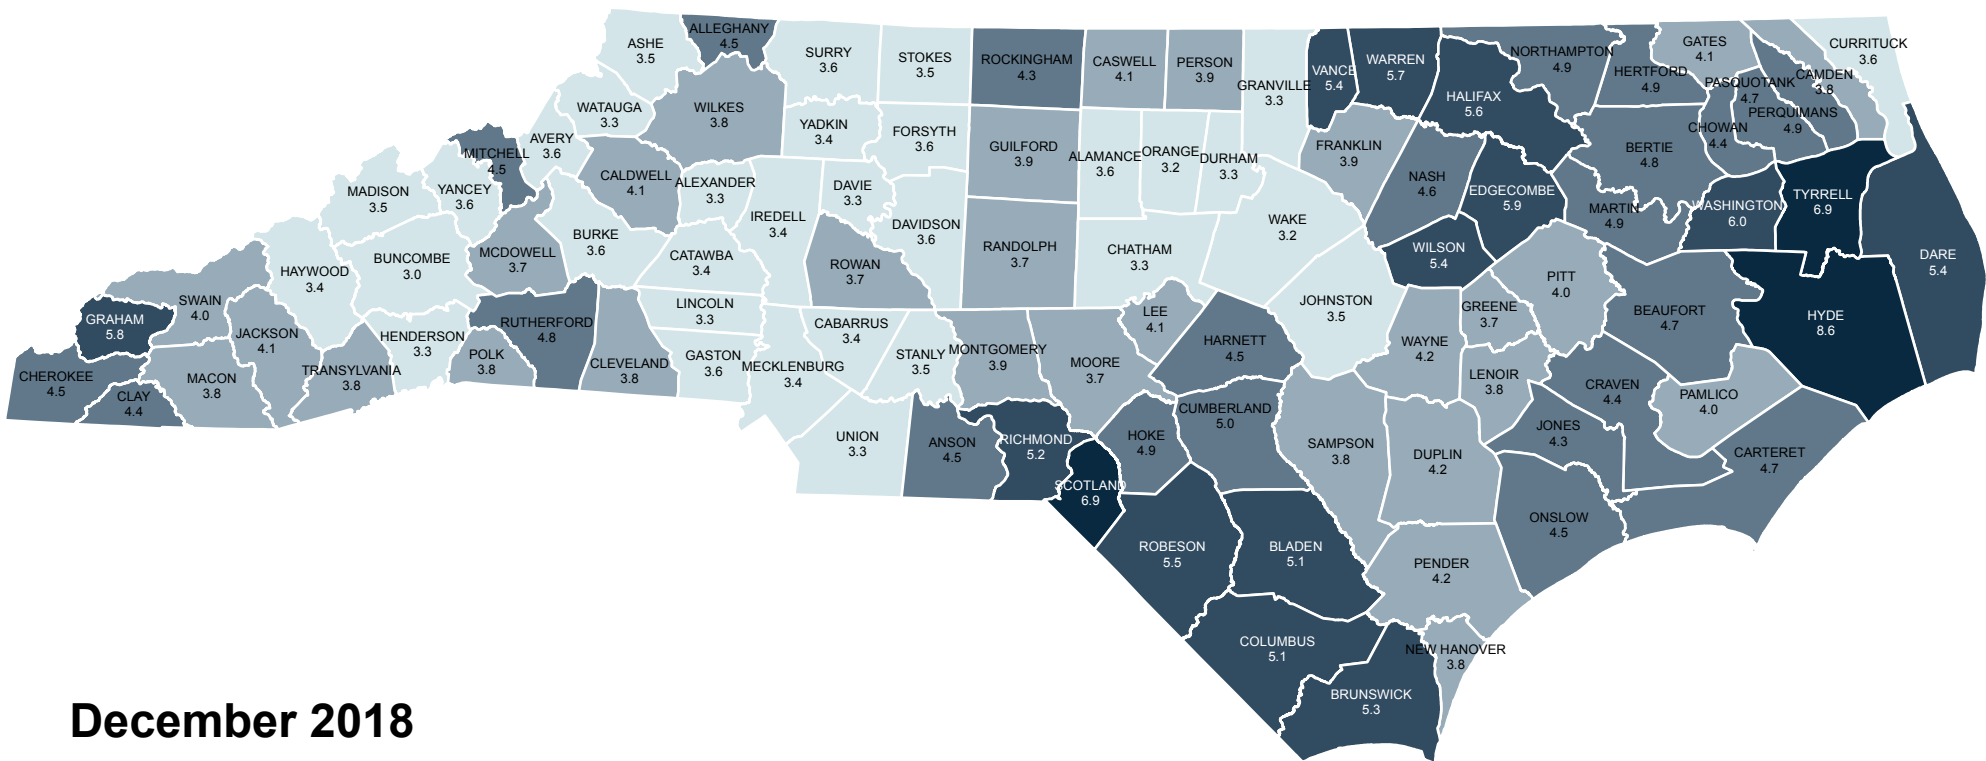 ALLEGHANY
4.5
ASHE
3.5
SURRY
3.6
STOKES
3.5
ROCKINGHAM
4.3
CASWELL
4.1
PERSON
3.9
GRANVILLE
3.3
VANCE
5.4
WARREN
5.7
HALIFAX
5.6
NORTHAMPTON
4.9
HERTFORD
4.9
GATES
4.1
PASQUOTANK
4.7
CAMDEN
3.8
CURRITUCK
3.6
PERQUIMANS
4.9
CHOWAN
4.4
BERTIE
4.8
WATAUGA
3.3
WILKES
3.8
YADKIN
3.4
FORSYTH
3.6
GUILFORD
3.9
ALAMANCE
3.6
ORANGE
3.2
DURHAM
3.3
FRANKLIN
3.9
NASH
4.6
EDGECOMBE
5.9
MARTIN
4.9
WASHINGTON
6.0
TYRRELL
6.9
DARE
5.4
AVERY
3.6
MITCHELL
4.5
YANCEY
3.6
MADISON
3.5
CALDWELL
4.1
ALEXANDER
3.3
IREDELL
3.4
DAVIE
3.3
DAVIDSON
3.6
RANDOLPH
3.7
CHATHAM
3.3
WAKE
3.2
WILSON
5.4
PITT
4.0
BEAUFORT
4.7
HYDE
8.6
HAYWOOD
3.4
BUNCOMBE
3.0
MCDOWELL
3.7
BURKE
3.6
CATAWBA
3.4
ROWAN
3.7
LEE
4.1
JOHNSTON
3.5
GREENE
3.7
WAYNE
4.2
LENOIR
3.8
CRAVEN
4.4
PAMLICO
4.0
GRAHAM
5.8
SWAIN
4.0
JACKSON
4.1
HENDERSON
3.3
POLK
3.8
RUTHERFORD
4.8
CLEVELAND
3.8
LINCOLN
3.3
GASTON
3.6
MECKLENBURG
3.4
CABARRUS
3.4
STANLY
3.5
MONTGOMERY
3.9
MOORE
3.7
HARNETT
4.5
CHEROKEE
4.5
CLAY
4.4
MACON
3.8
TRANSYLVANIA
3.8
UNION
3.3
ANSON
4.5
RICHMOND
5.2
SCOTLAND
6.9
HOKE
4.9
CUMBERLAND
5.0
SAMPSON
3.8
DUPLIN
4.2
JONES
4.3
CARTERET
4.7
ONSLOW
4.5
ROBESON
5.5
BLADEN
5.1
PENDER
4.2
COLUMBUS
5.1
NEW HANOVER
3.8
BRUNSWICK
5.3
December 2018